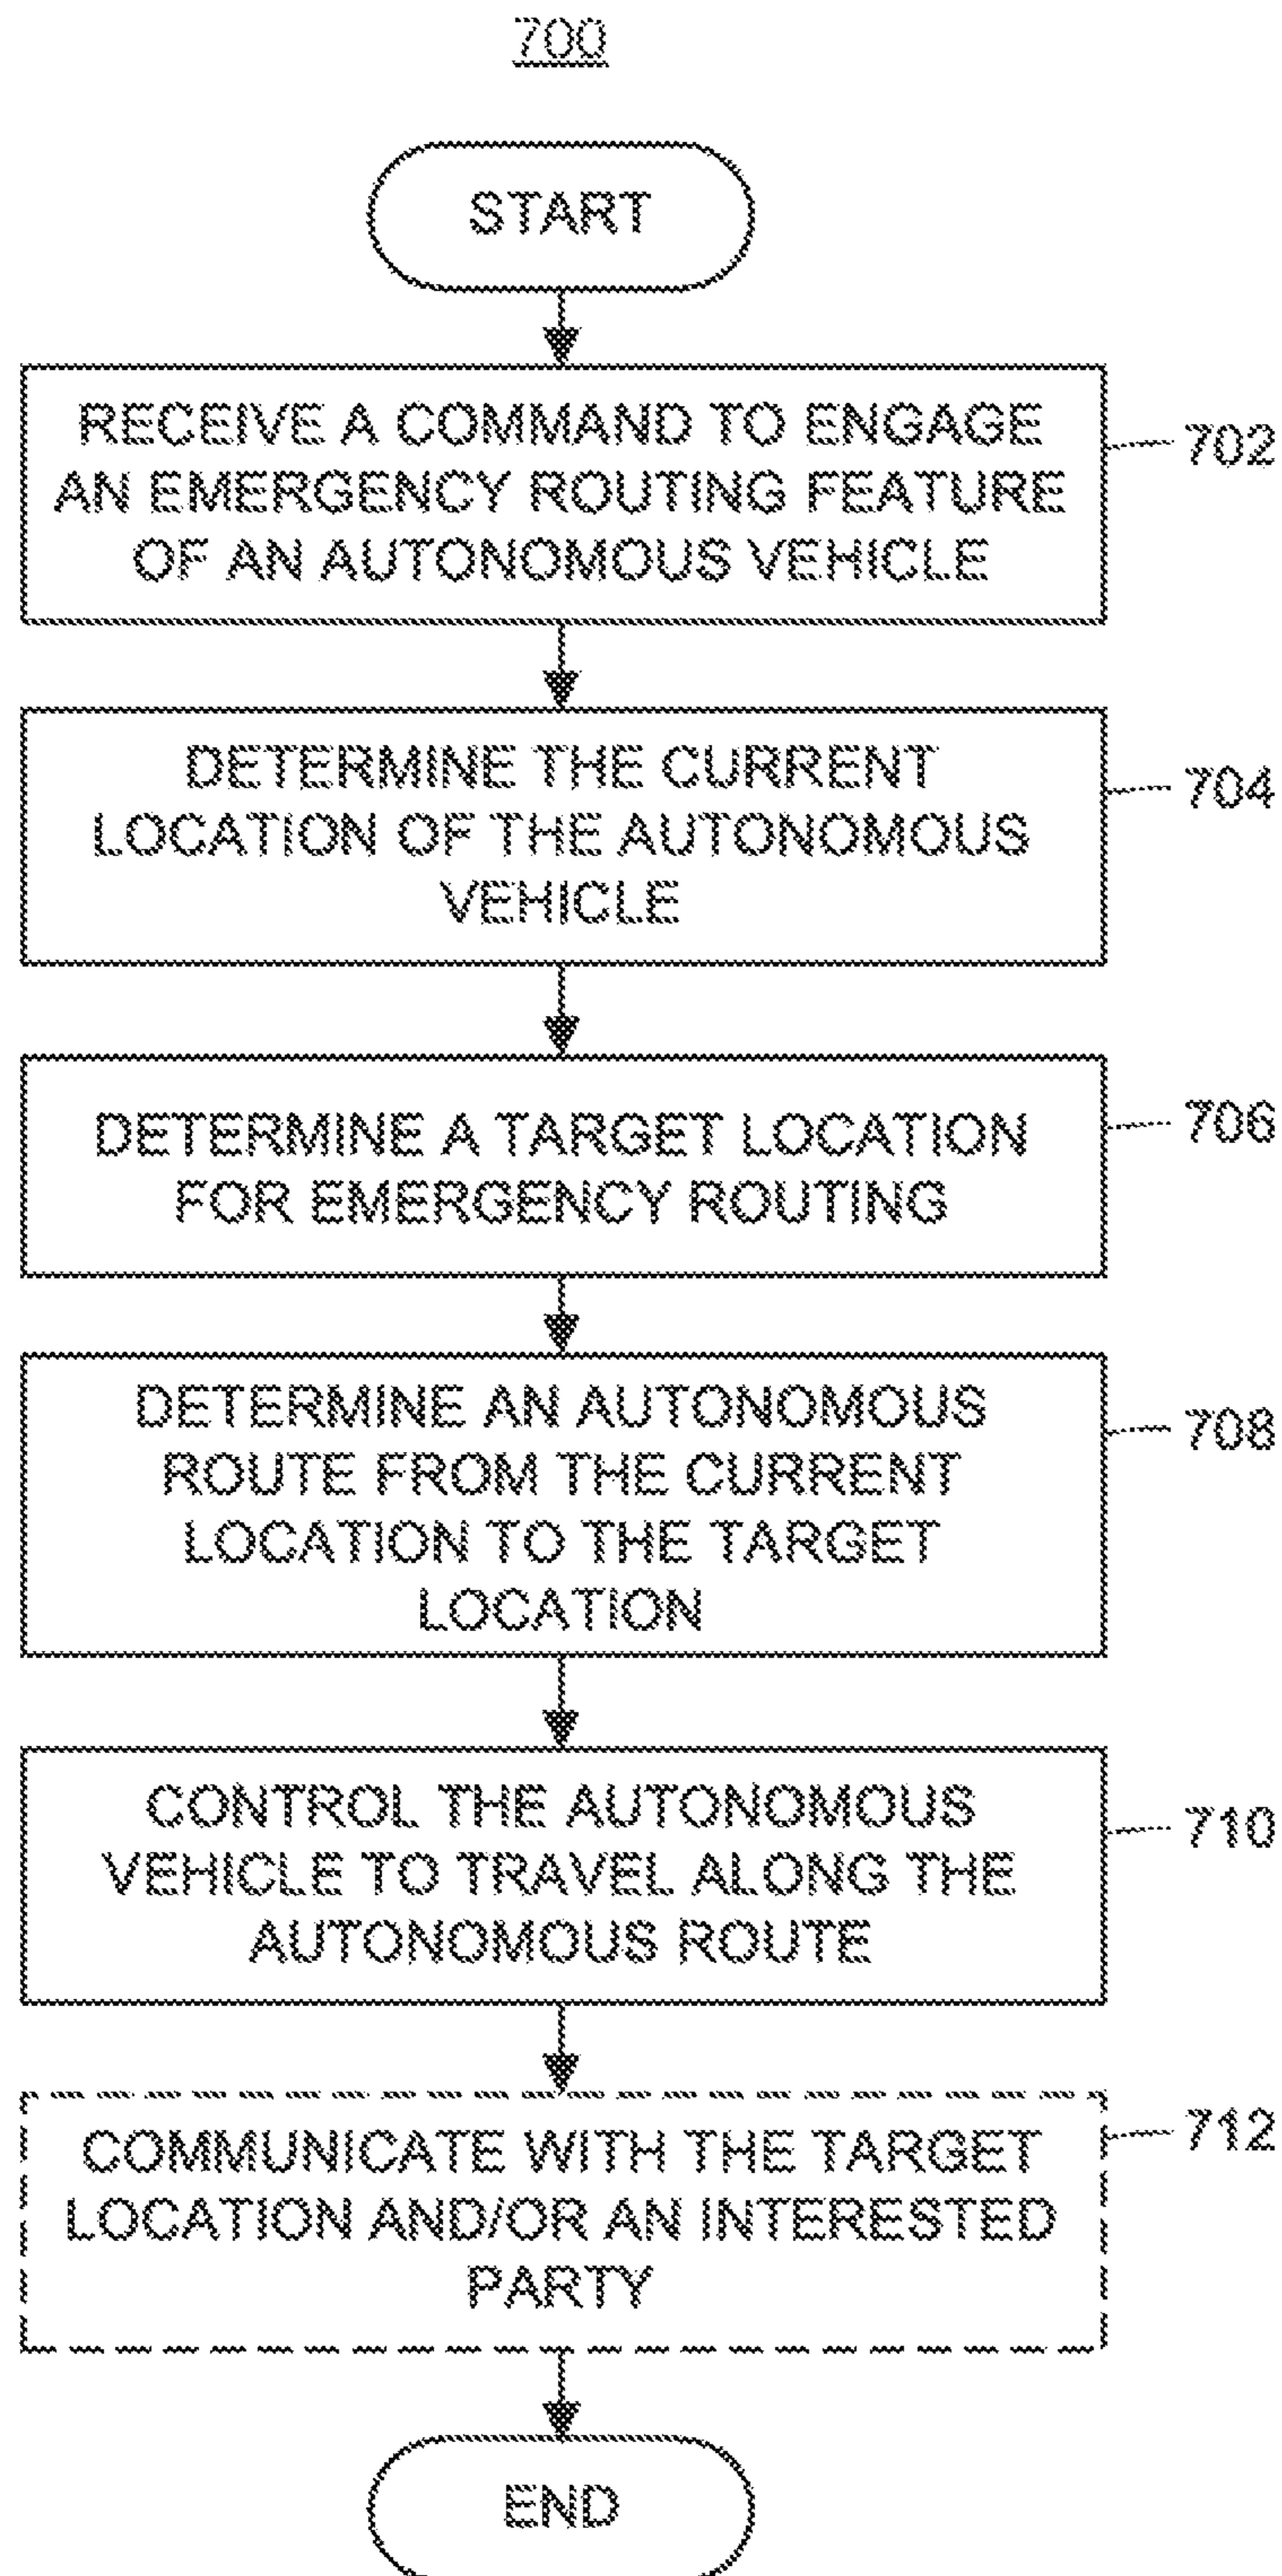 700
START
RECEIVE A COMMAND TO ENGAGE
AN EMERGENCY ROUTING FEATURE
OF AN AUTONOMOUS VEHICLE
702
DETERMINE THE CURRENT
LOCATION OF THE AUTONOMOUS
VEHICLE
704
DETERMINE A TARGET LOCATION
FOR EMERGENCY ROUTING
706
DETERMINE AN AUTONOMOUS
ROUTE FROM THE CURRENT
LOCATION TO THE TARGET
LOCATION
708
CONTROL THE AUTONOMOUS
VEHICLE TO TRAVEL ALONG THE
AUTONOMOUS ROUTE
710
COMMUNICATE WITH THE TARGET
LOCATION AND/OR AN INTERESTED
PARTY
712
END